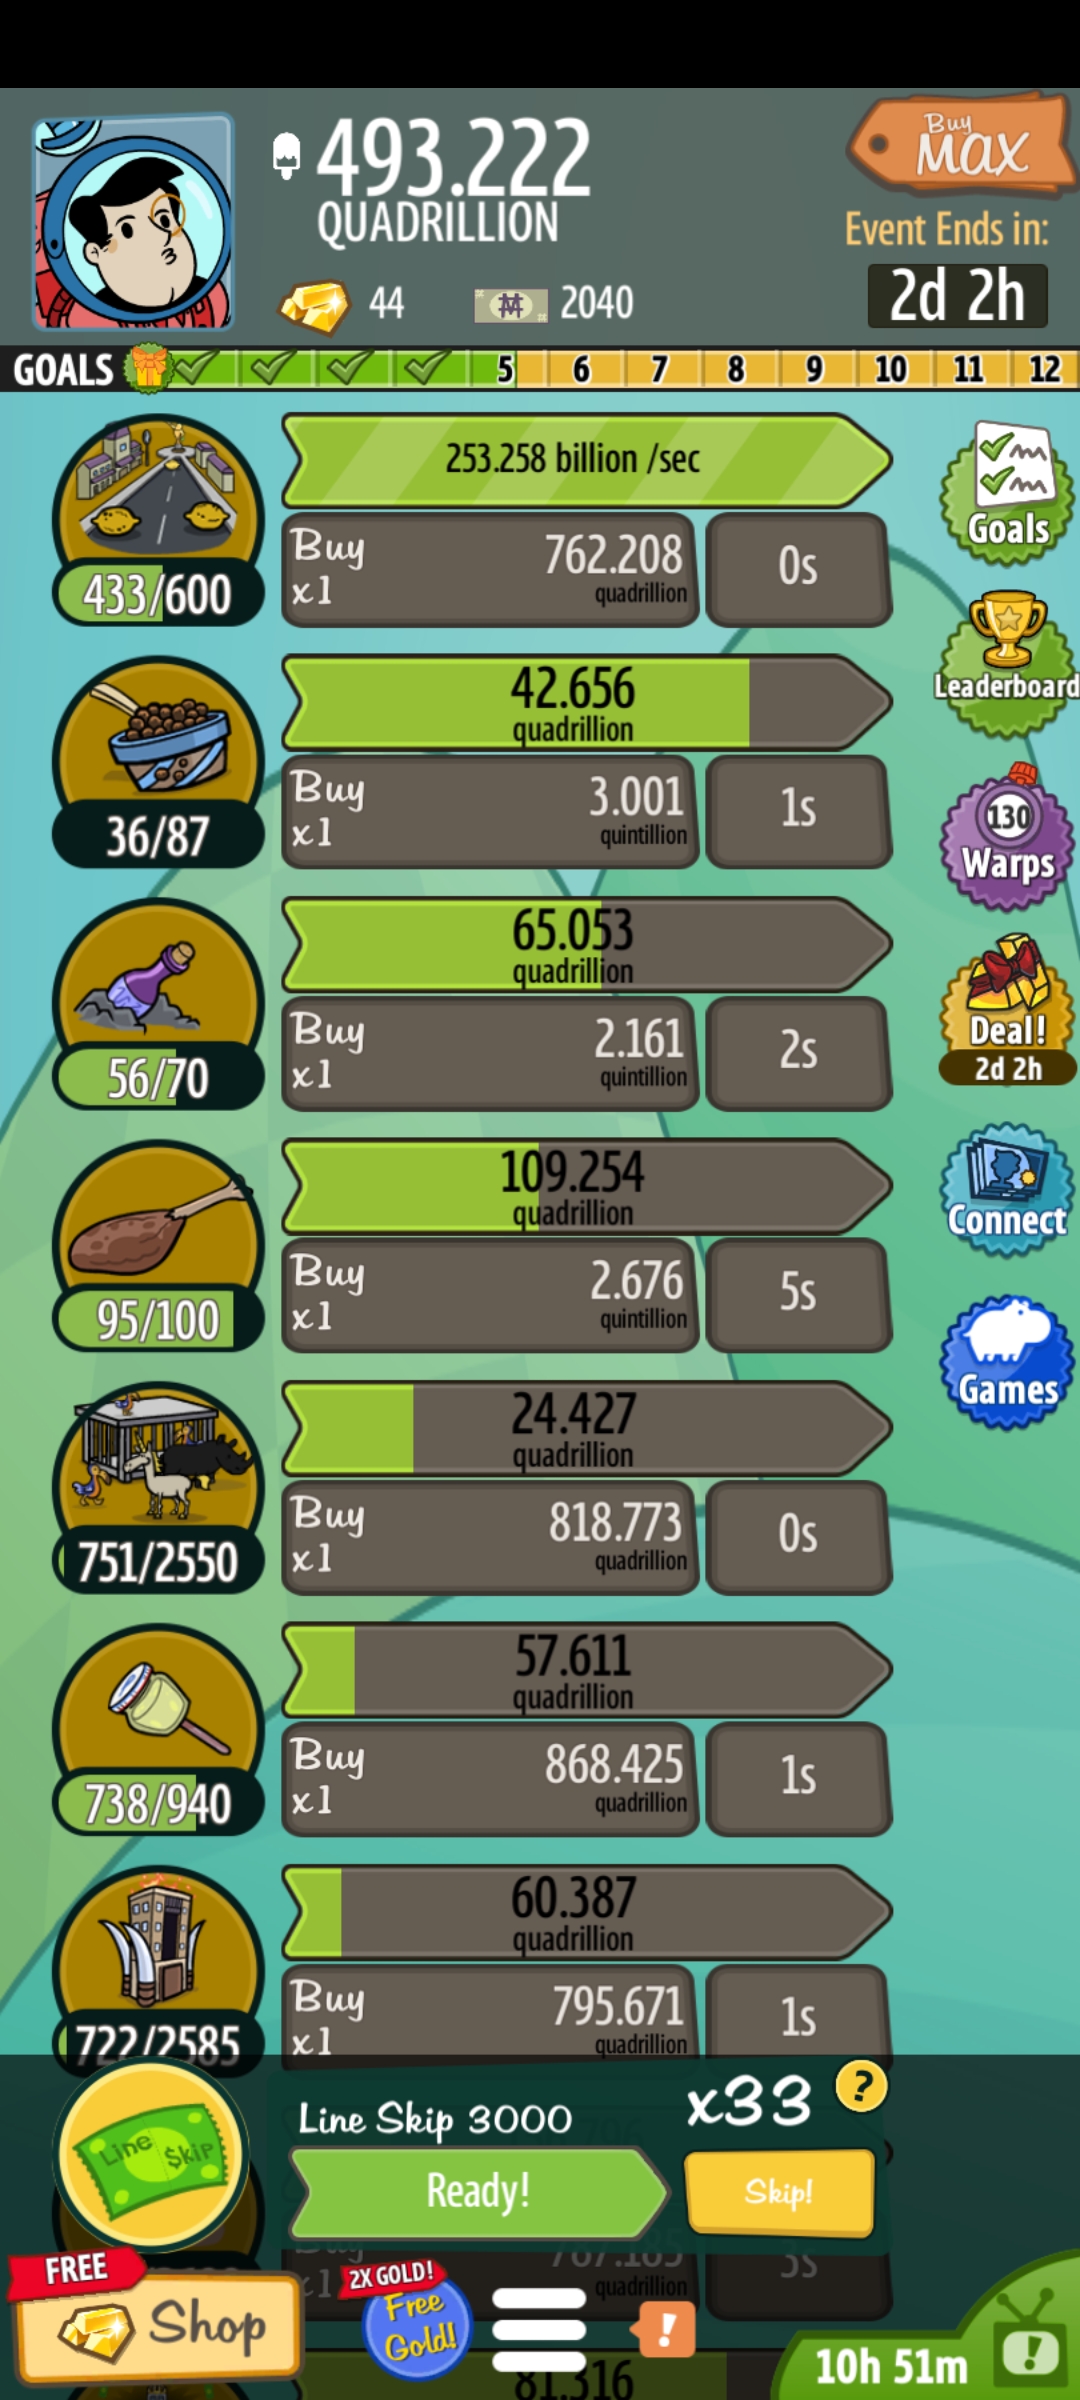 493.222
QUADRILLION
Buy
MAX
Event Ends in:
2d 2h
44
2040
GOALS
5
6
7
8
9
10
11
12
253.258 billion /sec
433/600
Buy
x1
762.208
quadrillion
0s
Goals
42.656
quadrillion
36/87
Buy
x1
3.001
quintillion
1s
Leaderboard
65.053
quadrillion
56/70
Buy
x1
2.161
quintillion
2s
130
Warps
Deal!
2d 2h
109.254
quadrillion
95/100
Buy
x1
2.676
quintillion
5s
Connect
Games
24.427
quadrillion
751/2550
Buy
x1
818.773
quadrillion
0s
57.611
quadrillion
738/940
Buy
x1
868.425
quadrillion
1s
60.387
quadrillion
722/2585
Buy
x1
795.671
quadrillion
1s
Line Skip
Line Skip 3000
x33
?
Ready!
Skip!
x1
quadrillion
3s
FREE
Shop
2X GOLD!
Free
Gold!
!
10h 51m
!
81.316